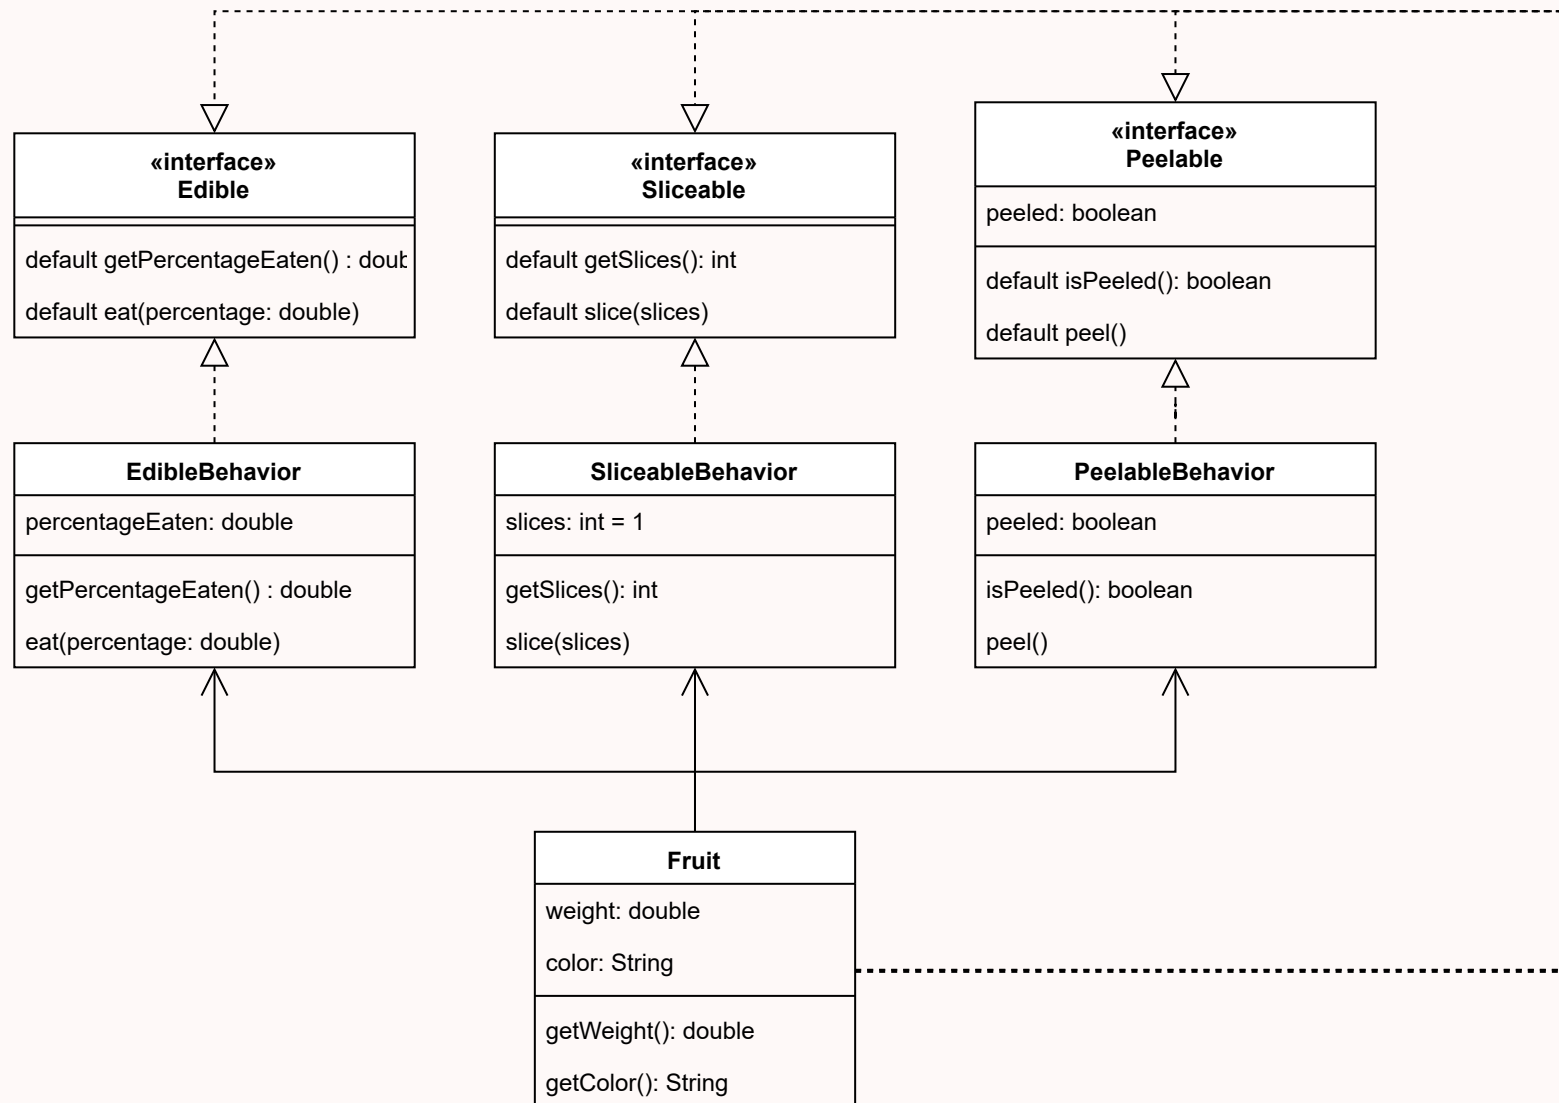 «interface»
Edible
default getPercentageEaten() : doub
default eat(percentage: double)
«interface»
Sliceable
default getSlices(): int
default slice(slices)
«interface»
Peelable
peeled: boolean
default isPeeled(): boolean
default peel()
EdibleBehavior
percentageEaten: double
getPercentageEaten() : double
eat(percentage: double)
SliceableBehavior
slices: int = 1
getSlices(): int
slice(slices)
PeelableBehavior
peeled: boolean
isPeeled(): boolean
peel()
Fruit
weight: double
color: String
getWeight(): double
getColor(): String